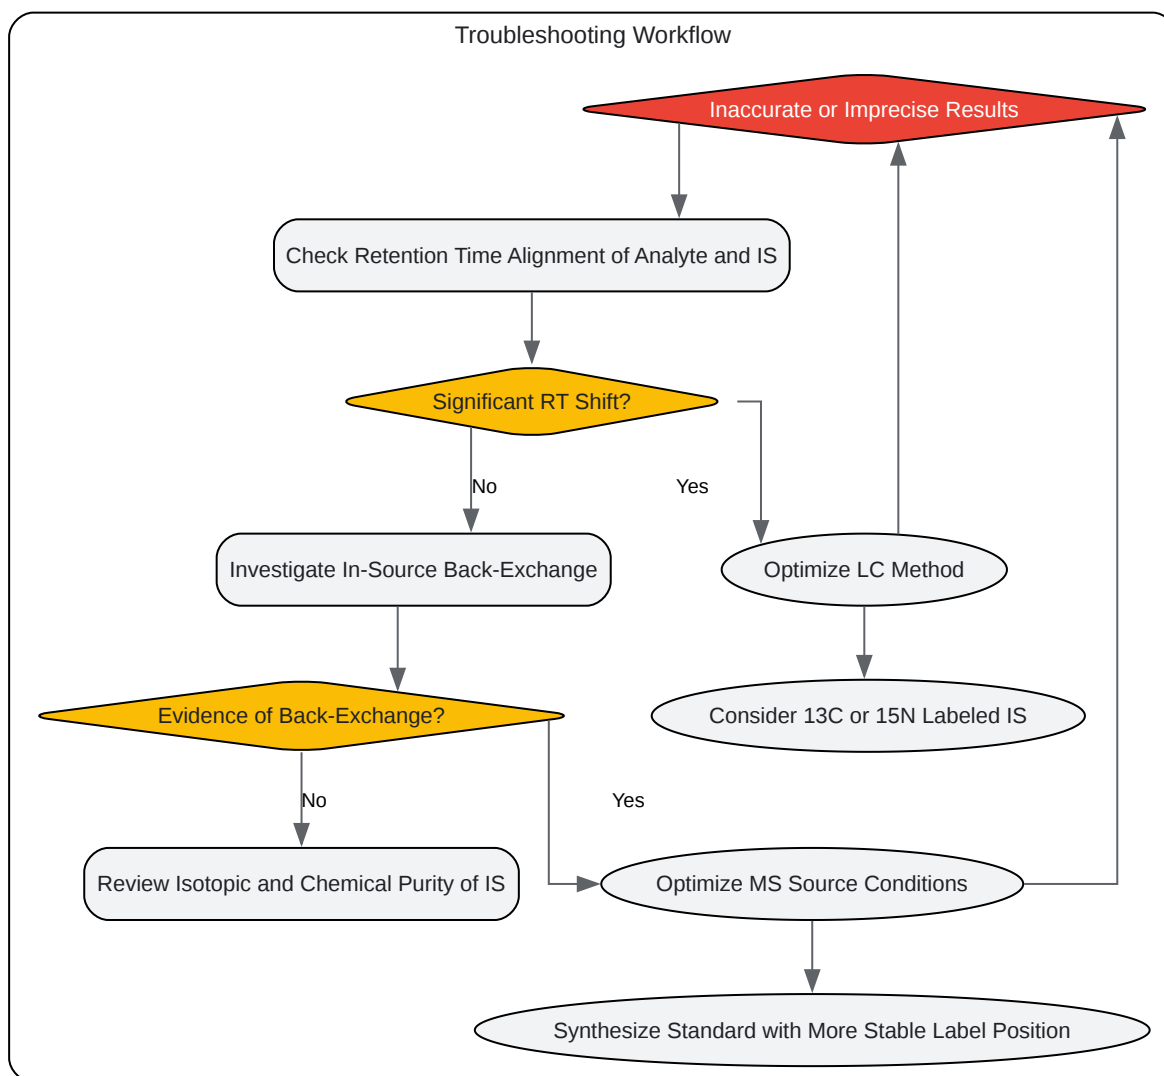 Troubleshooting Workflow
Inaccurate or Imprecise Results
Check Retention Time Alignment of Analyte and IS
Significant RT Shift?
No
Yes
Investigate In-Source Back-Exchange
Optimize LC Method
Evidence of Back-Exchange?
Consider 13C or 15N Labeled IS
No
Yes
Review Isotopic and Chemical Purity of IS
Optimize MS Source Conditions
Synthesize Standard with More Stable Label Position